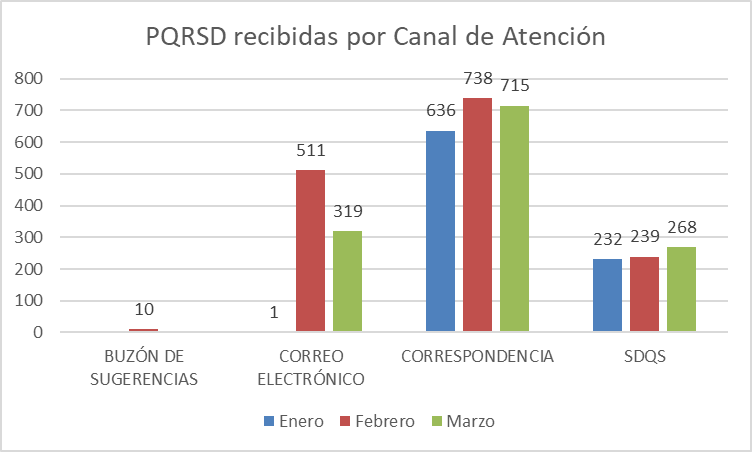 PQRSD recibidas por Canal de Atención
800
700
600
500
400
300
200
100
0
10
1
511
319
636
738
715
232
239
268
BUZÓN DE
SUGERENCIAS
CORREO
ELECTRÓNICO
CORRESPONDENCIA
SDQS
Enero
Febrero
Marzo